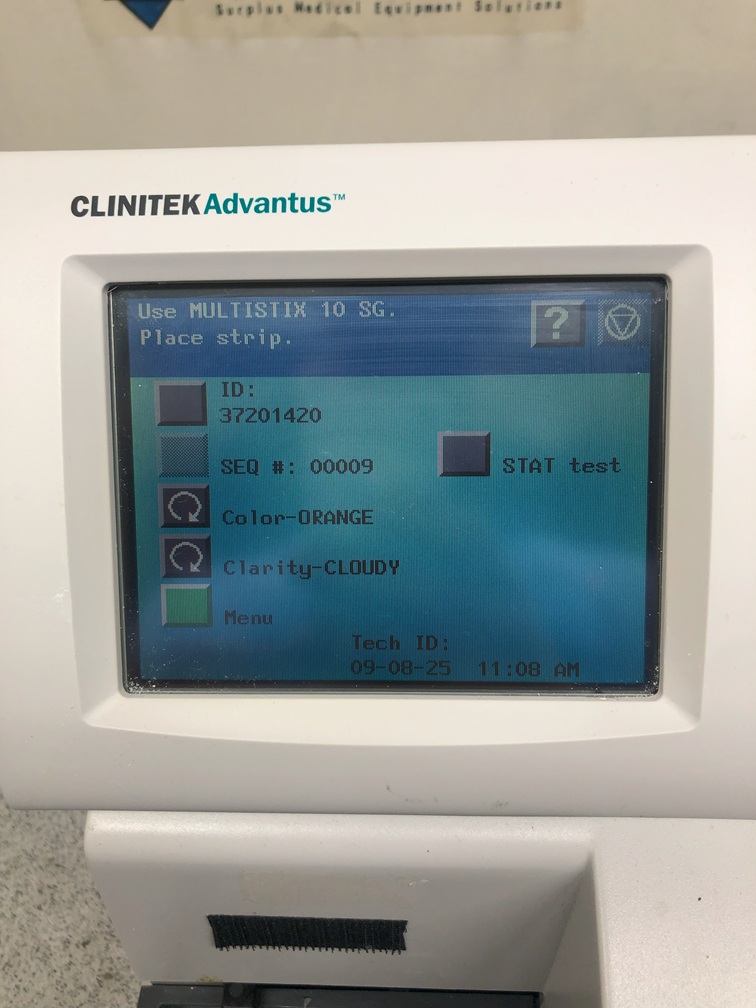 Surplus Medical Equipment Solutions
CLINITEK Advantus™
Use MULTISTIX 10 SG.
Place strip.
?
ID:
37201420
SEQ #: 00009
STAT test
Color-ORANGE
Clarity-CLOUDY
Menu
Tech ID:
09-08-25 11:08 AM